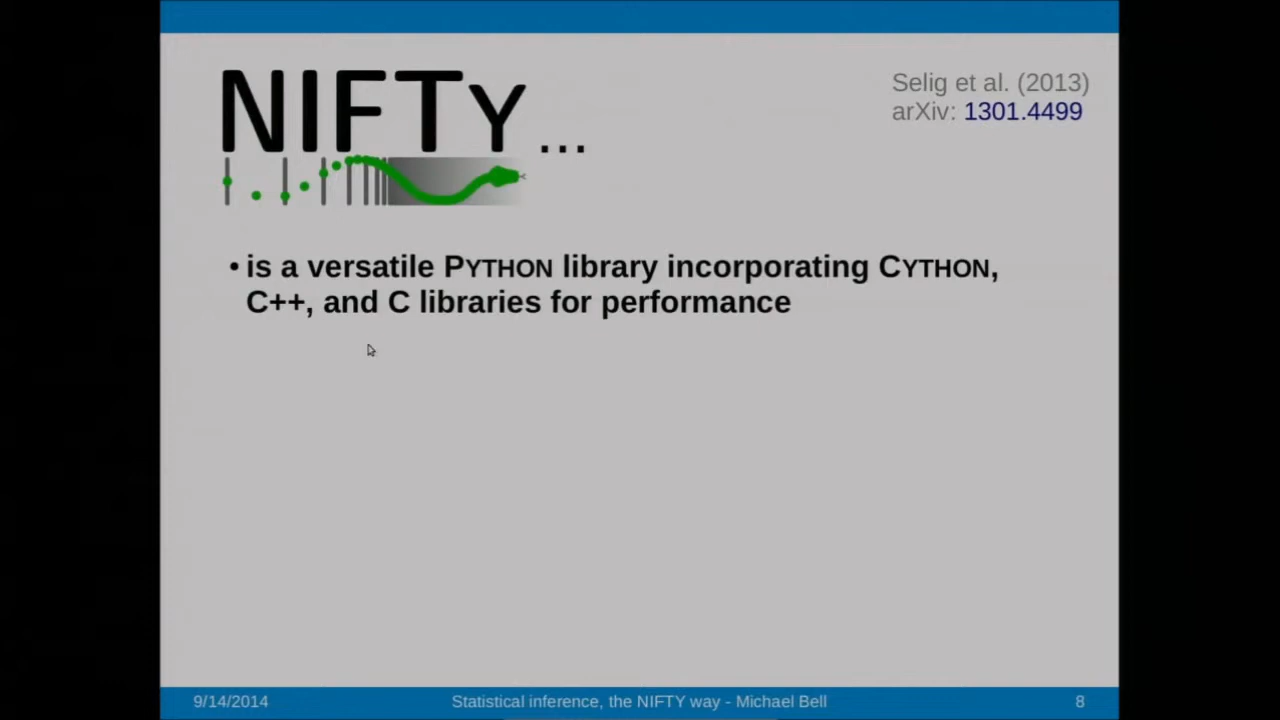 NIFTY...
Selig et al. (2013)
arXiv: 1301.4499
• is a versatile PYTHON library incorporating CYTHON,
C++, and C libraries for performance
9/14/2014
Statistical inference, the NIFTY way - Michael Bell
8